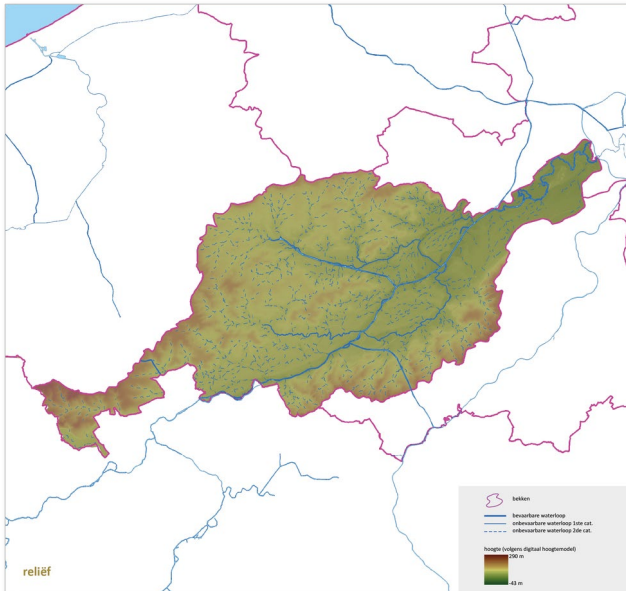 bekken
bevaarbare waterloop
onbevaarbare waterloop 1ste cat.
onbevaarbare waterloop 2de cat.
hoogte (volgens digitaal hoogtemodel)
290 m
-43 m
reliëf